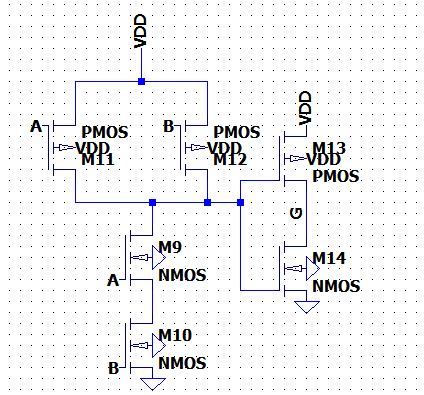 VDD
A
PMOS
VDD
M11
B
PMOS
VDD
M12
VDD
M13
VDD
PMOS
G
M9
NMOS
A
M14
NMOS
M10
NMOS
B